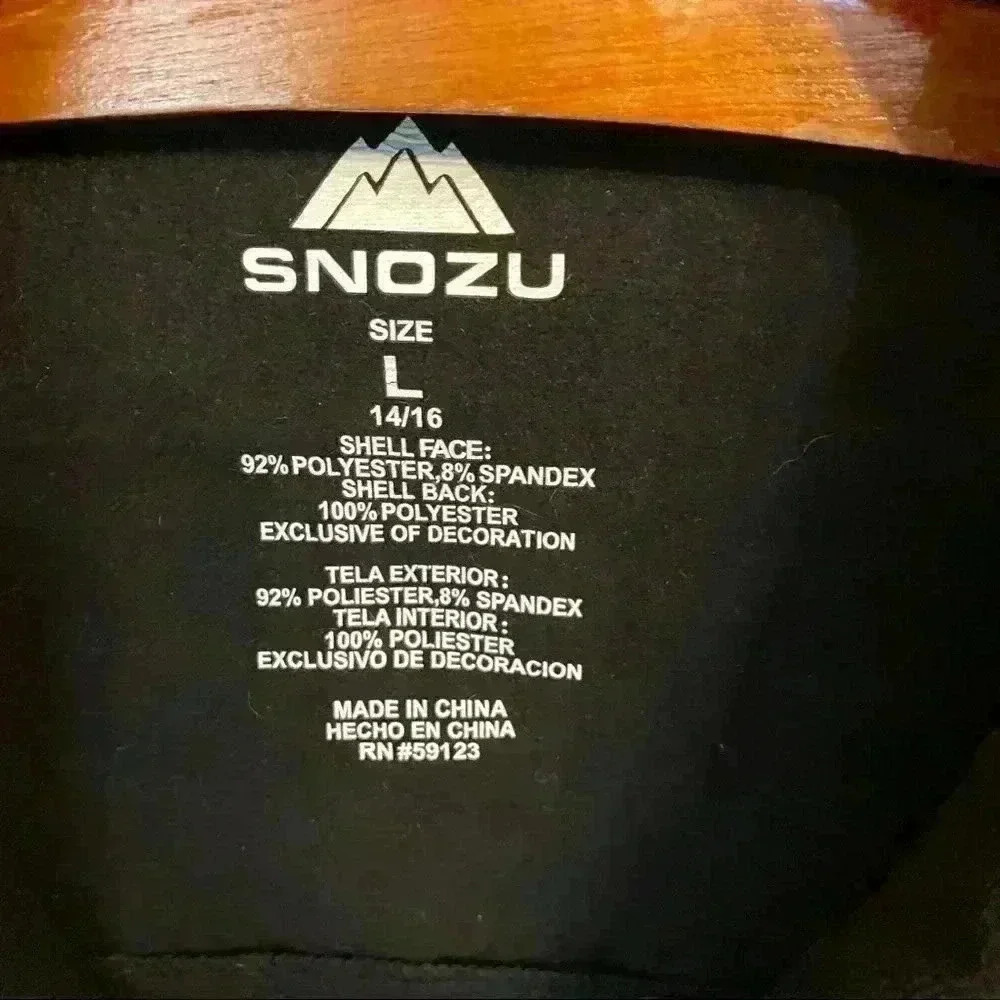 SNOZU
SIZE
L
14/16
SHELL FACE:
92% POLYESTER,8% SPANDEX
SHELL BACK:
100% POLYESTER
EXCLUSIVE OF DECORATION
TELA EXTERIOR:
92% POLIESTER,8% SPANDEX
TELA INTERIOR:
100% POLIESTER
EXCLUSIVO DE DECORACION
MADE IN CHINA
HECHO EN CHINA
RN#59123